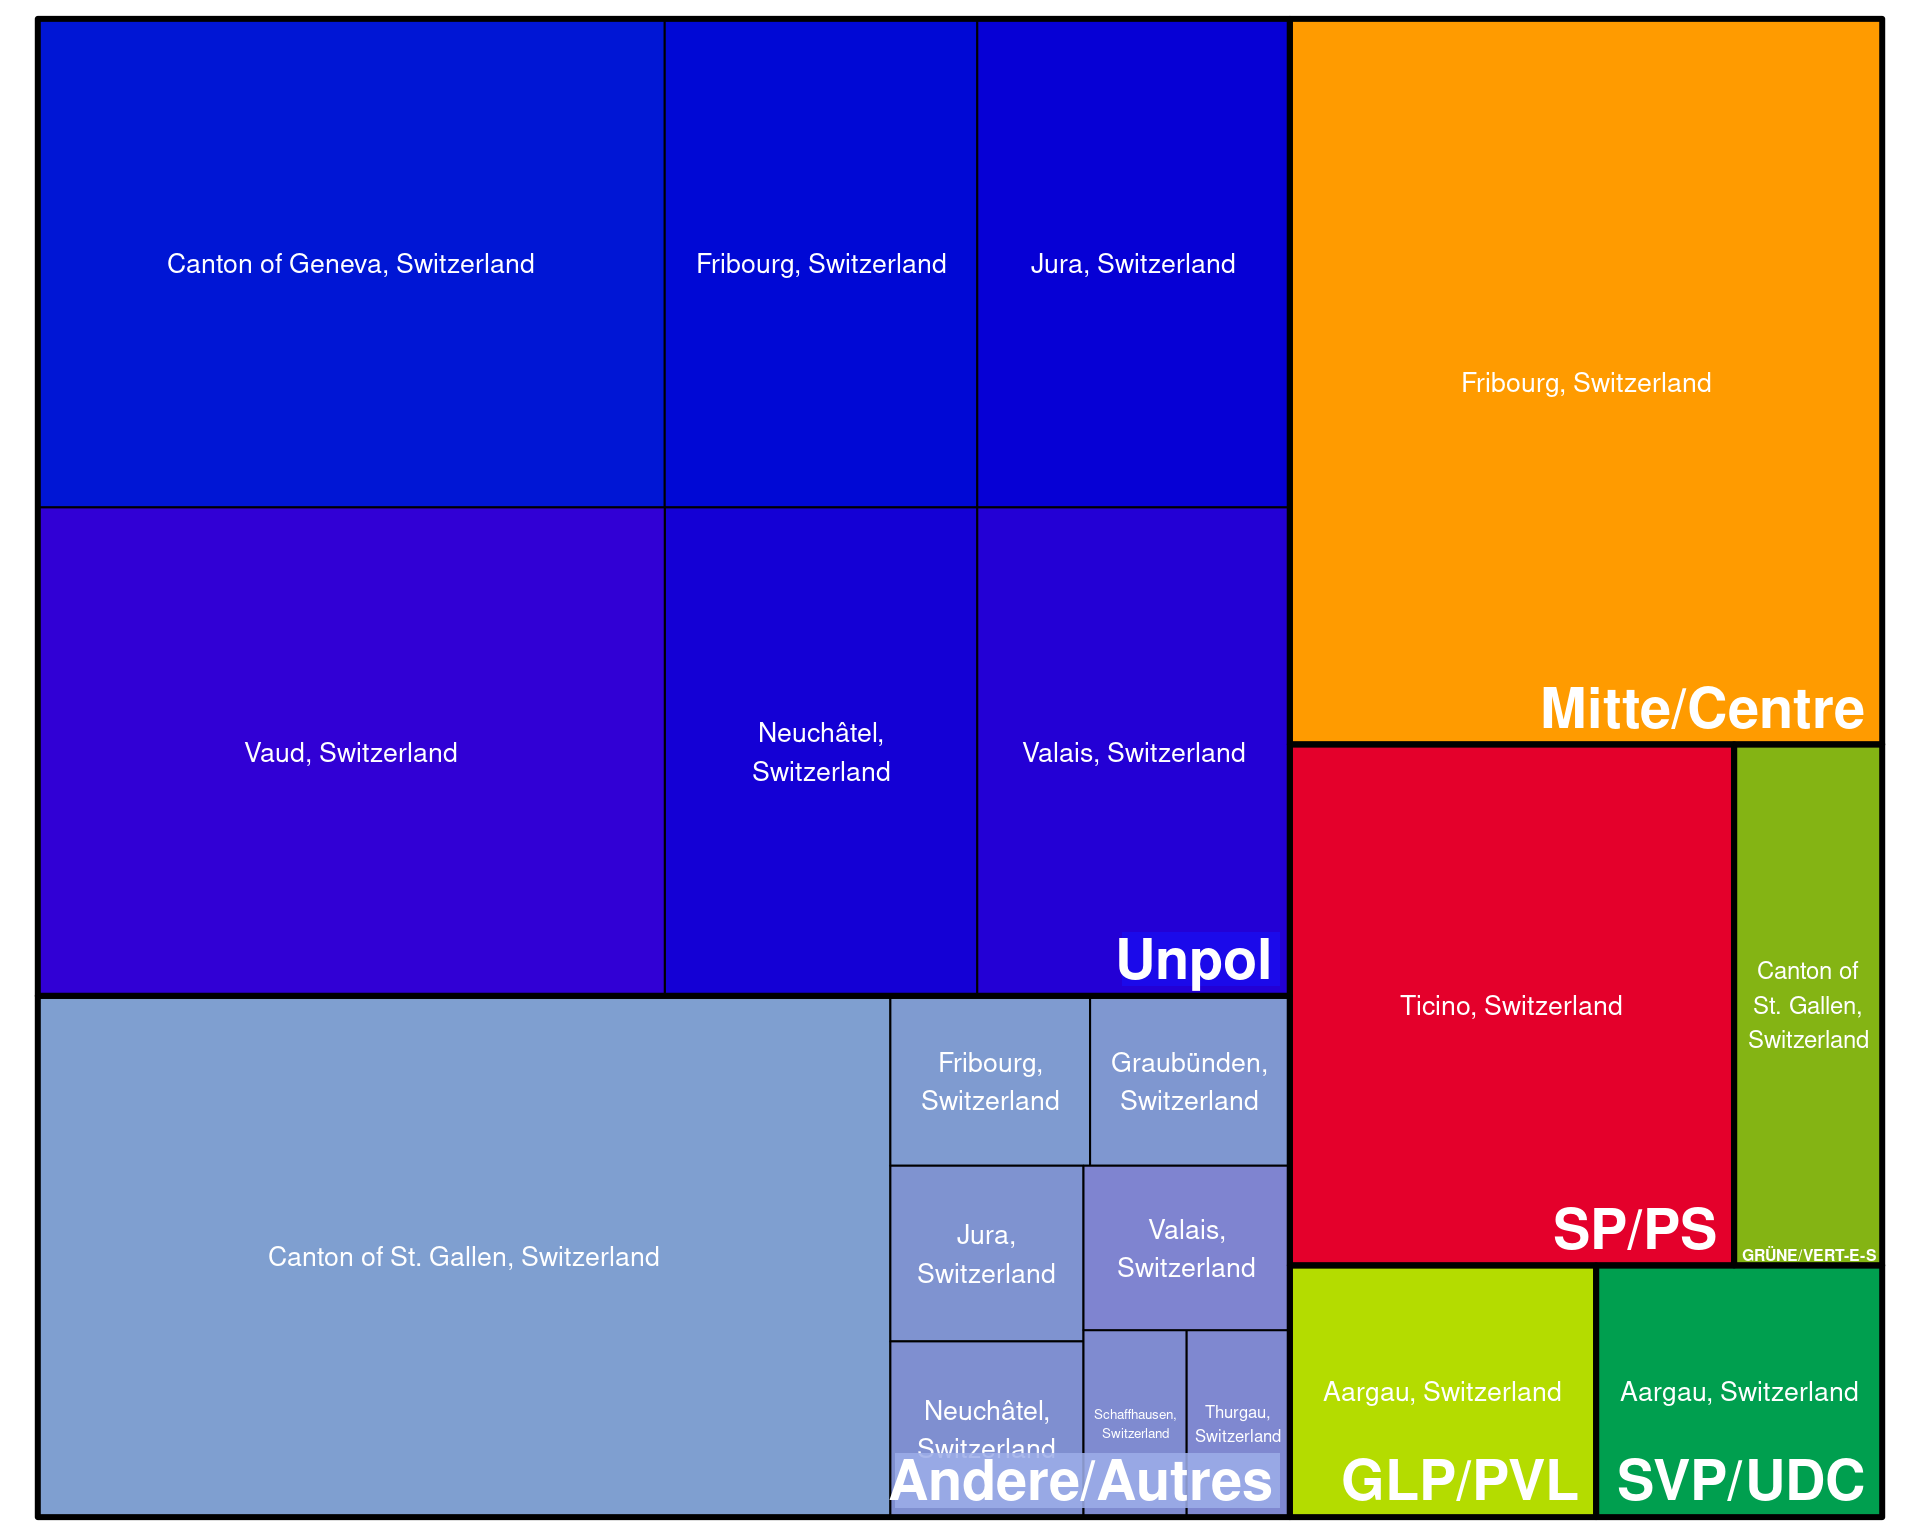 Canton of Geneva, Switzerland
Fribourg, Switzerland
Jura, Switzerland
Vaud, Switzerland
Neuchâtel,
Switzerland
Valais, Switzerland
Unpol
Canton of St. Gallen, Switzerland
Fribourg,
Switzerland
Graubünden,
Switzerland
Jura,
Switzerland
Valais,
Switzerland
Neuchâtel,
Switzerland
Schaffhausen,
Switzerland
Thurgau,
Switzerland
Andere/Autres
Fribourg, Switzerland
Mitte/Centre
Ticino, Switzerland
SP/PS
Canton of
St. Gallen,
Switzerland
GRÜNE/VERT-E-S
Aargau, Switzerland
GLP/PVL
Aargau, Switzerland
SVP/UDC